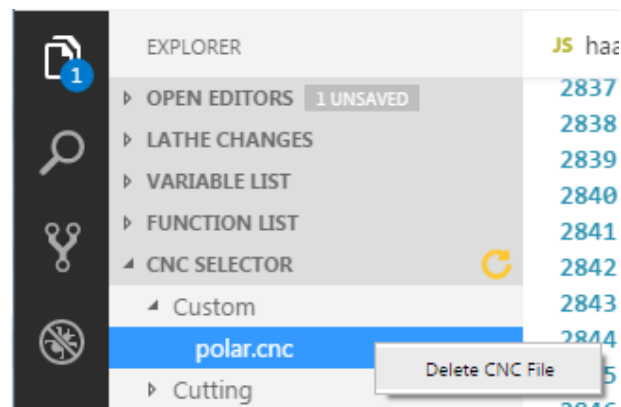 EXPLORER
1
OPEN EDITORS 1 UNSAVED
LATHE CHANGES
VARIABLE LIST
FUNCTION LIST
CNC SELECTOR
Custom
polar.cnc
Delete CNC File
Cutting
JS haa
2837
2838
2839
2840
2841
2842
2843
2844